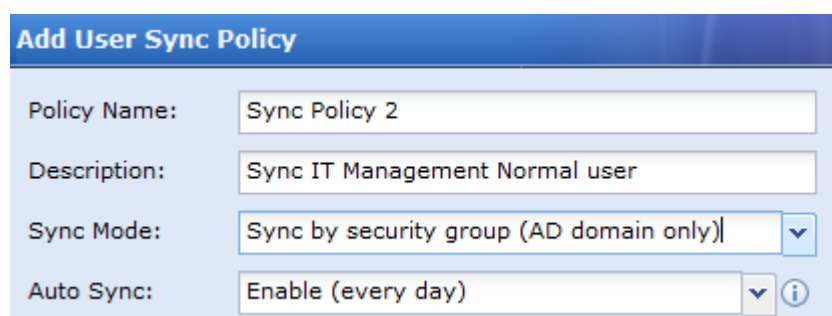 Add User Sync Policy
Policy Name: Sync Policy 2
Description: Sync IT Management Normal user
Sync Mode: Sync by security group (AD domain only)
Auto Sync: Enable (every day)